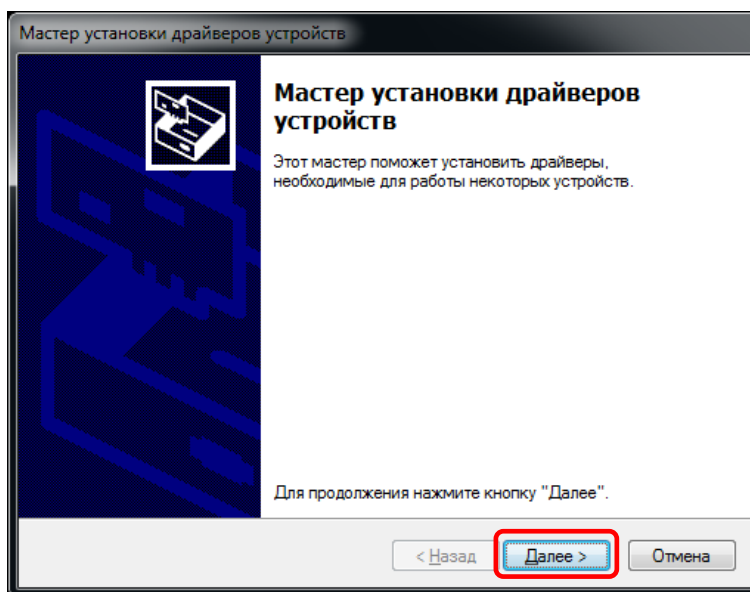 Мастер установки драйверов устройств
Мастер установки драйверов
устройств
Этот мастер поможет установить драйверы,
необходимые для работы некоторых устройств.
Для продолжения нажмите кнопку "Далее".
< Назад Далее > Отмена